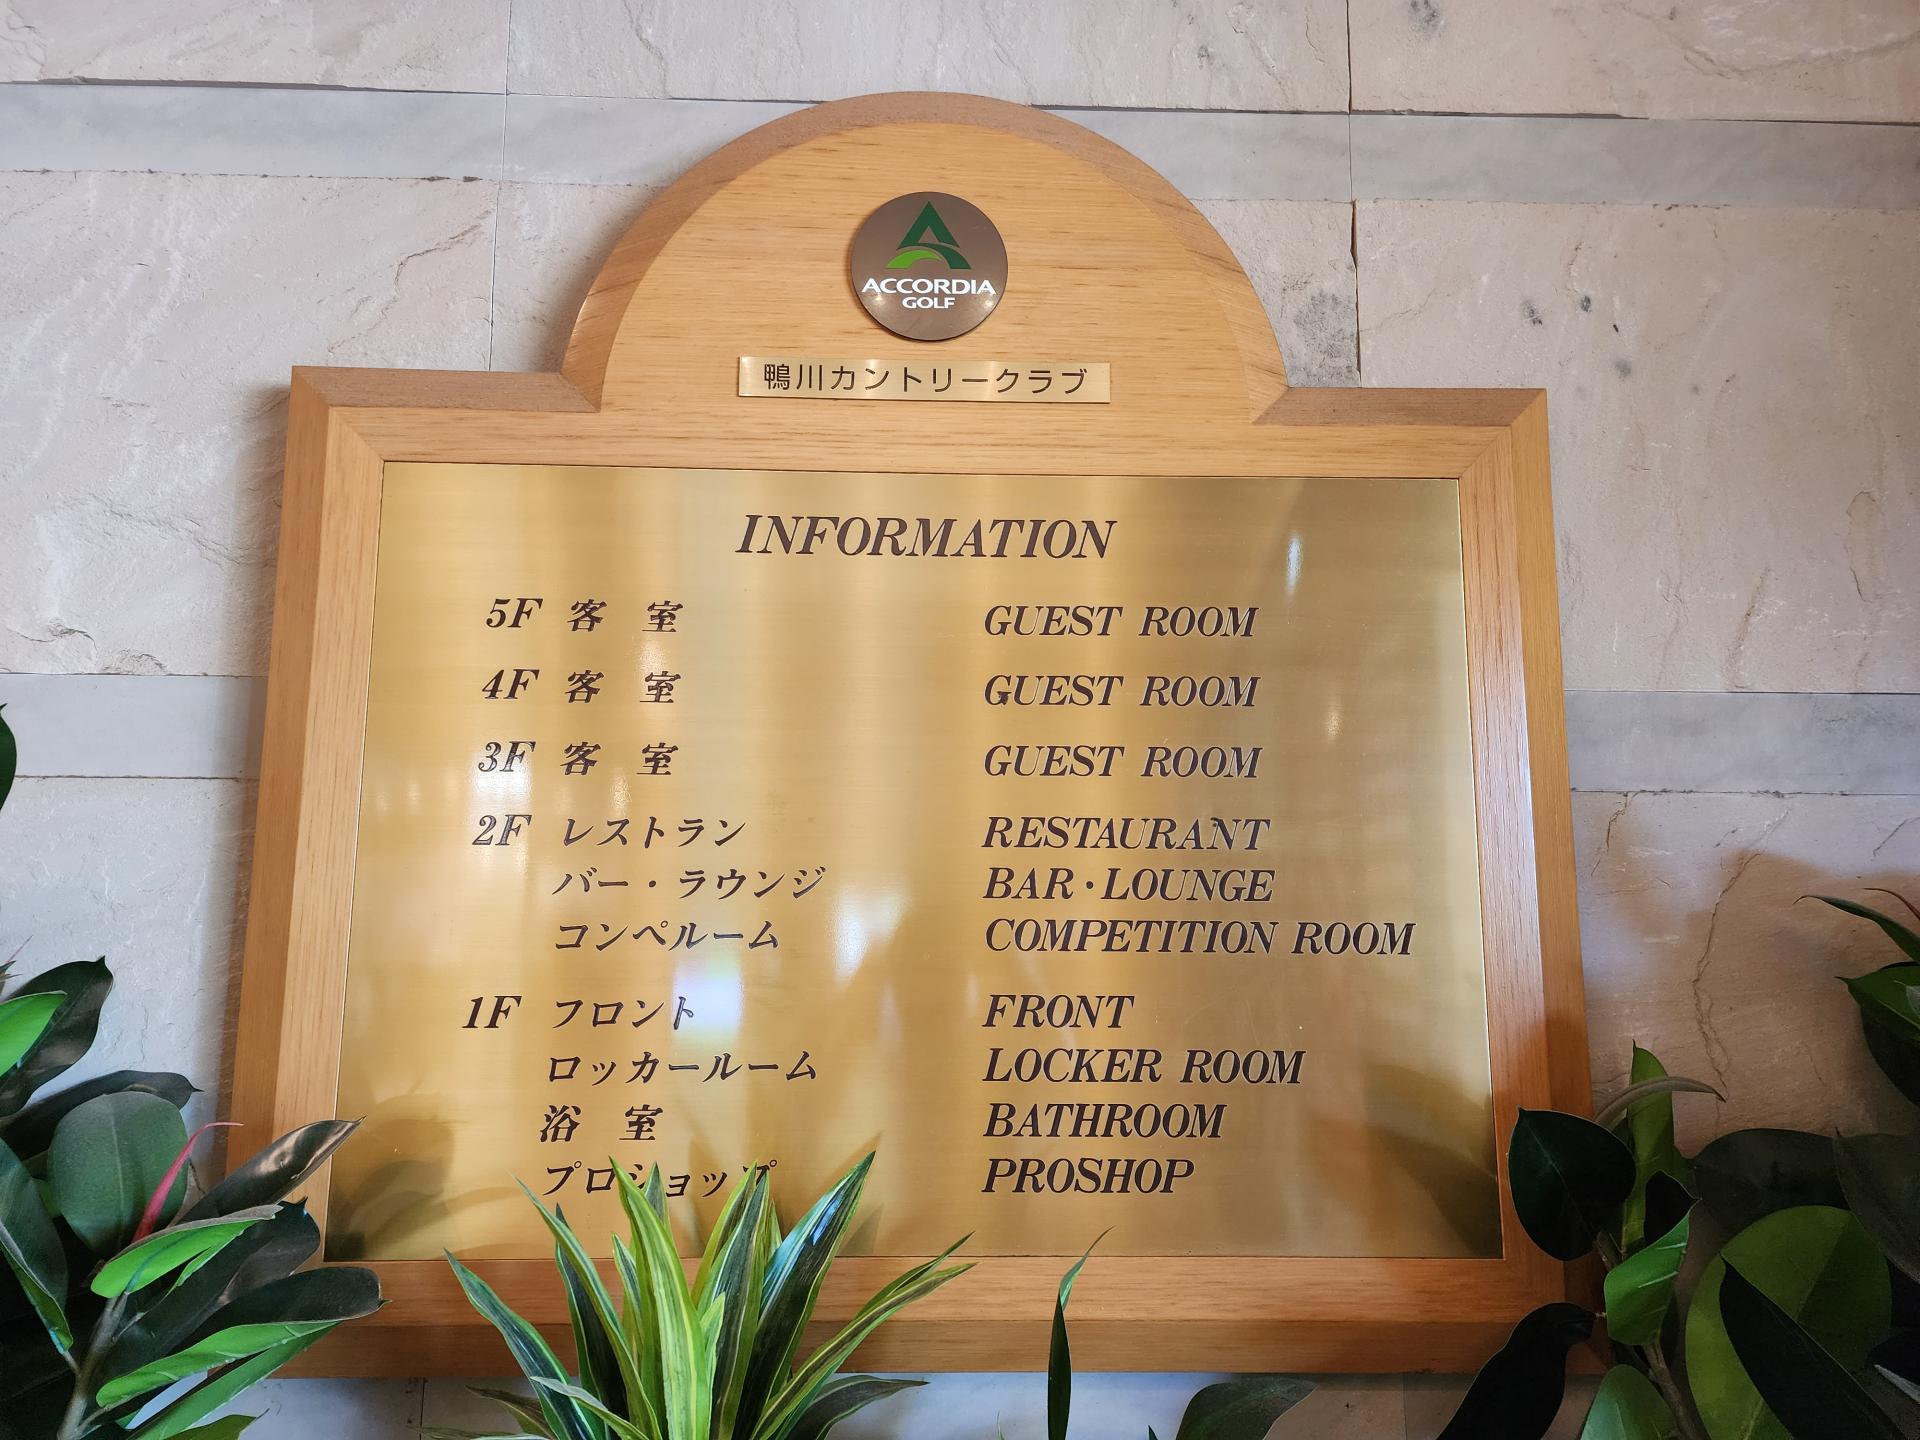 ACCORDIA
GOLF
鴨川カントリークラブ
INFORMATION
5F 客 室 GUEST ROOM
4F 客 室 GUEST ROOM
3F 客 室 GUEST ROOM
2F レストラン RESTAURANT
バー・ラウンジ BAR・LOUNGE
コンペルーム COMPETITION ROOM
1F フロント FRONT
ロッカールーム LOCKER ROOM
浴 室 BATHROOM
プロショップ PROSHOP